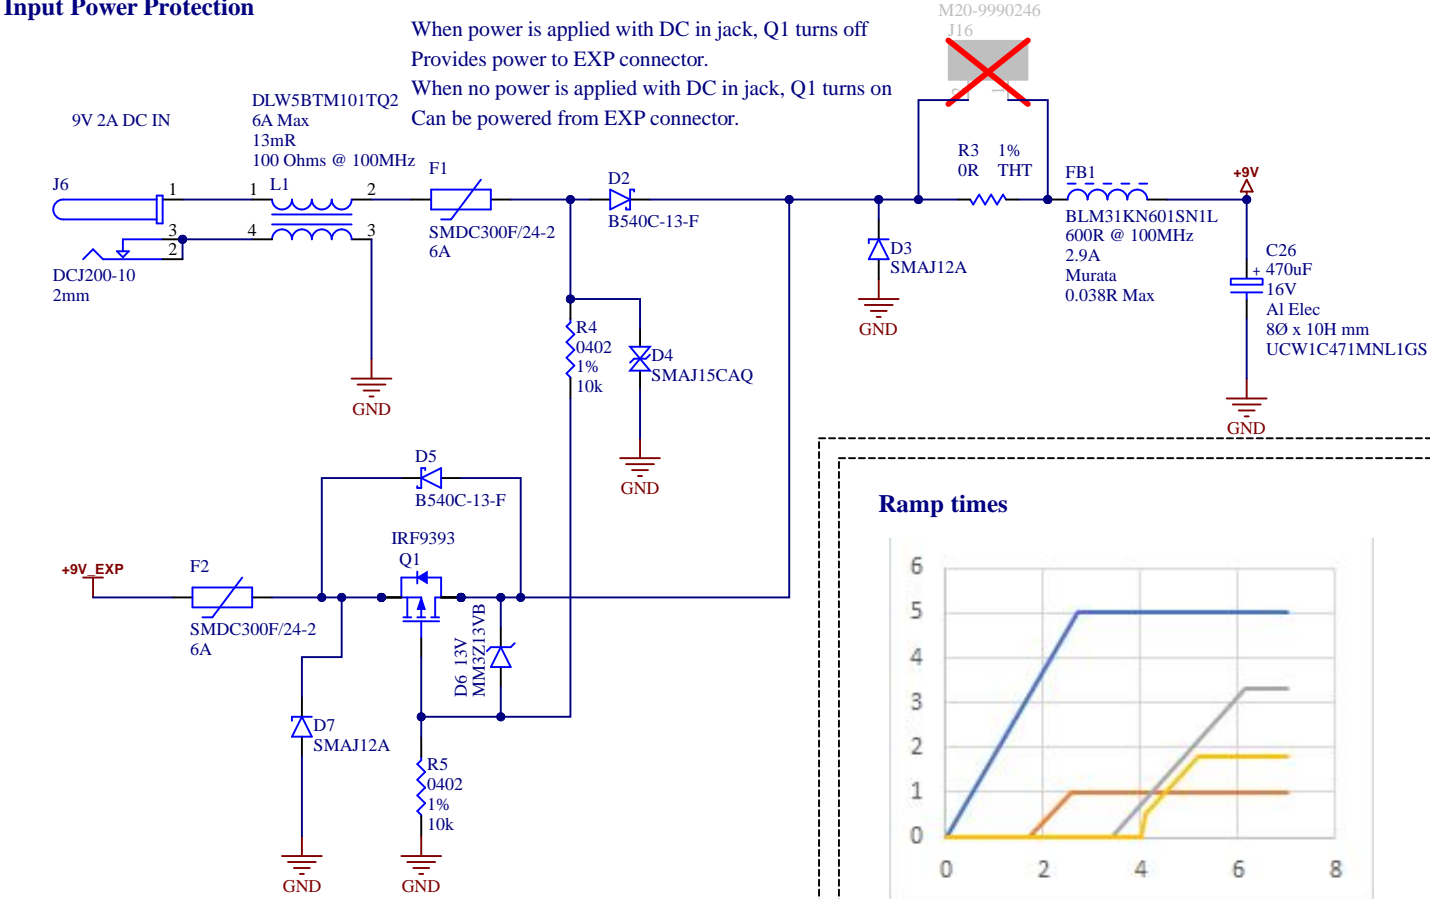 Input Power Protection
When power is applied with DC in jack, Q1 turns off
Provides power to EXP connector.
When no power is applied with DC in jack, Q1 turns on
Can be powered from EXP connector.
M20-9990246
J16
2
1
9V 2A DC IN
DLW5BTM101TQ2
6A Max
13mR
100 Ohms @ 100MHz
J6
1
3
2
DCJ200-10
2mm
1
L1
2
4
3
GND
F1
SMDC300F/24-2
6A
D2
B540C-13-F
R4
0402
1%
10k
D4
SMAJ15CAQ
GND
D3
SMAJ12A
GND
R3 1%
0R THT
FB1
BLM31KN601SN1L
600R @ 100MHz
2.9A
Murata
0.038R Max
+9V
C26
+ 470uF
16V
Al Elec
8Ø x 10H mm
UCW1C471MNL1GS
GND
D5
B540C-13-F
IRF9393
Q1
+9V_EXP
F2
SMDC300F/24-2
6A
D6 13V
MM3Z13VB
D7
SMAJ12A
GND
R5
0402
1%
10k
GND
Ramp times
6
5
4
3
2
1
0
0 2 4 6 8